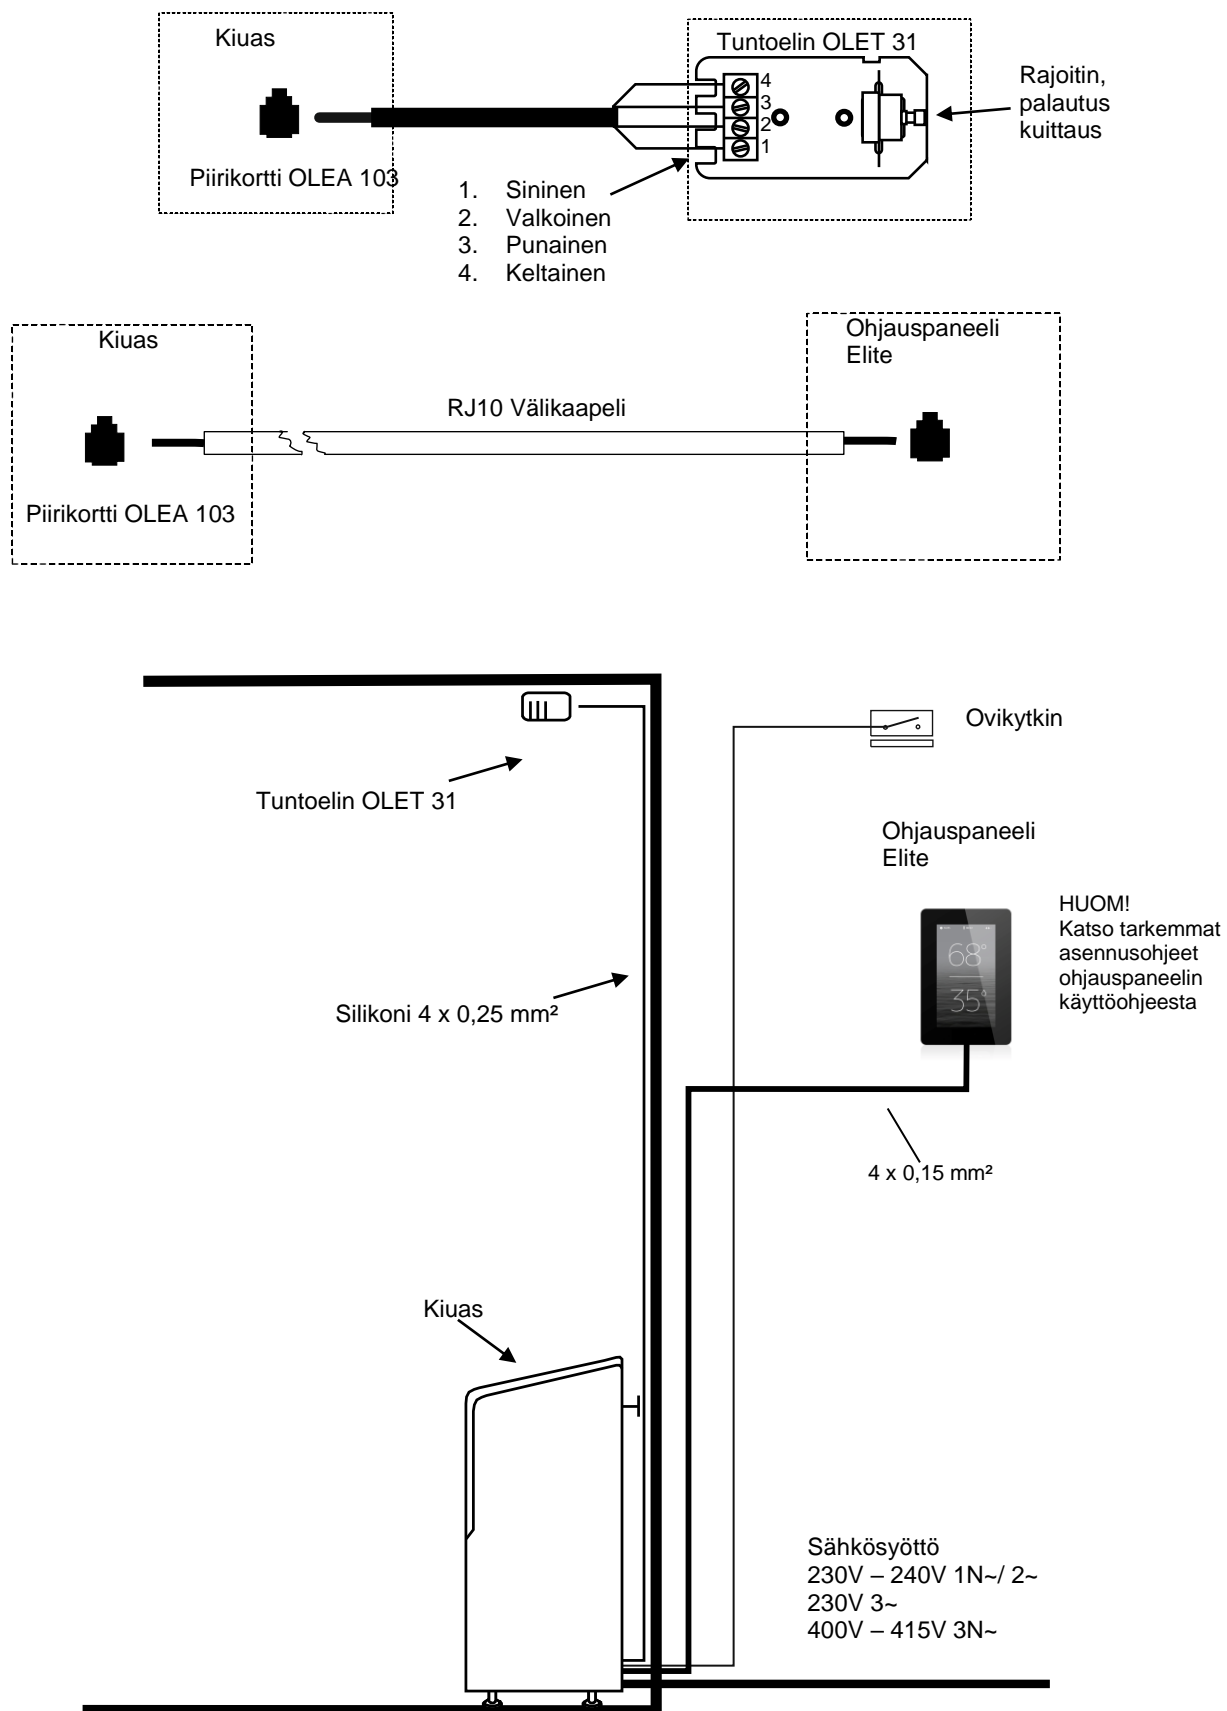 Kiuas
Tuntoelin OLET 31
4
3
2
1
Rajoitin,
palautus
kuittaus
Piirikortti OLEA 103
1. Sininen
2. Valkoinen
3. Punainen
4. Keltainen
Kiuas
Ohjauspaneeli
Elite
RJ10 Välikaapeli
Piirikortti OLEA 103
Ovikytkin
Tuntoelin OLET 31
Ohjauspaneeli
Elite
HUOM!
Katso tarkemmat
asennusohjeet
ohjauspaneelin
käyttöohjeesta
68°
35°
Silikoni 4 x 0,25 mm²
4 x 0,15 mm²
Kiuas
Sähkösyöttö
230V – 240V 1N~/ 2~
230V 3~
400V – 415V 3N~